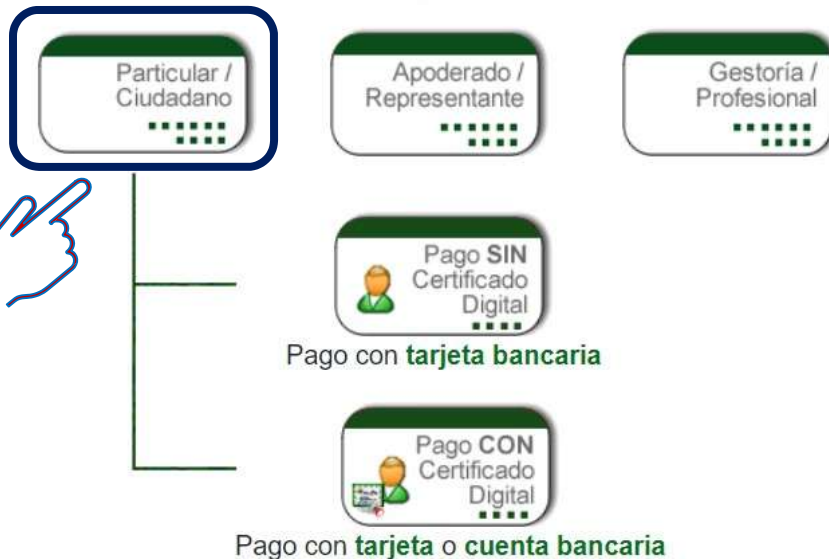 Particular /
Ciudadano
Apoderado /
Representante
Gestoría /
Profesional
Pago SIN
Certificado
Digital
Pago con tarjeta bancaria
Pago CON
Certificado
Digital
Pago con tarjeta o cuenta bancaria